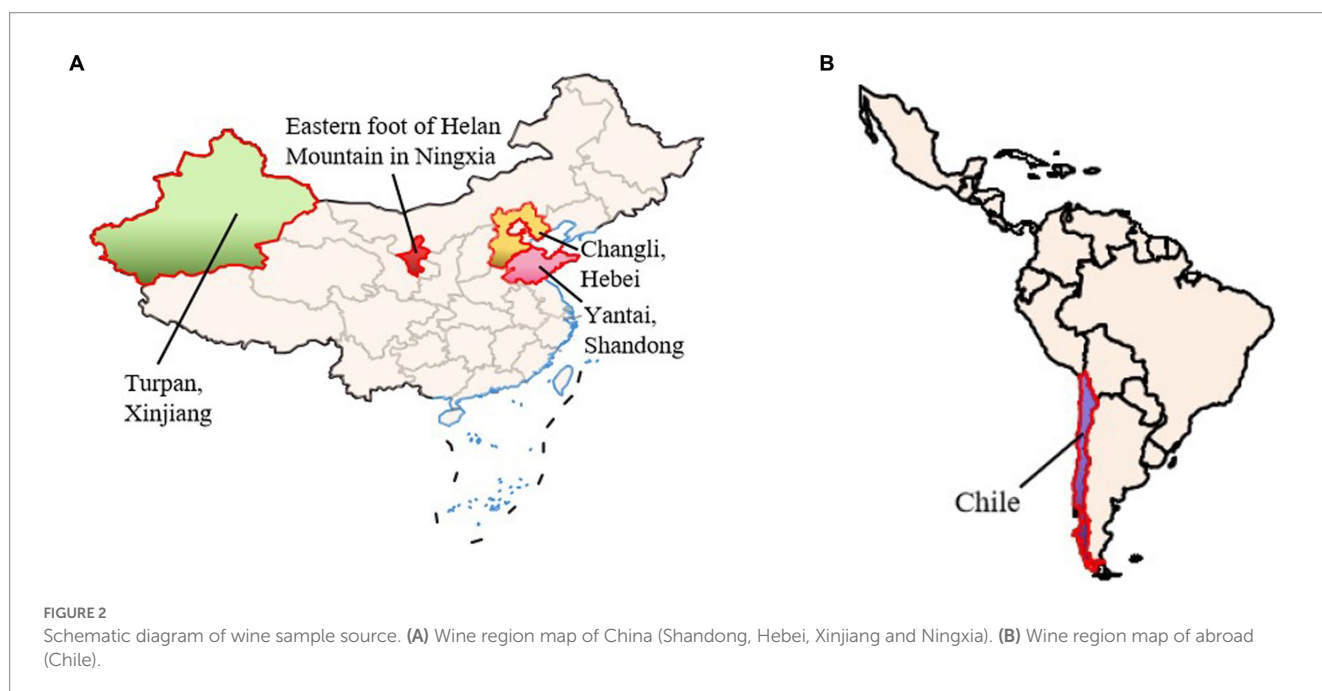 A
B
Eastern foot of Helan
Mountain in Ningxia
Changli,
Hebei
Yantai,
Shandong
Turpan,
Xinjiang
Chile
FIGURE 2
Schematic diagram of wine sample source. (A) Wine region map of China (Shandong, Hebei, Xinjiang and Ningxia). (B) Wine region map of abroad
(Chile).